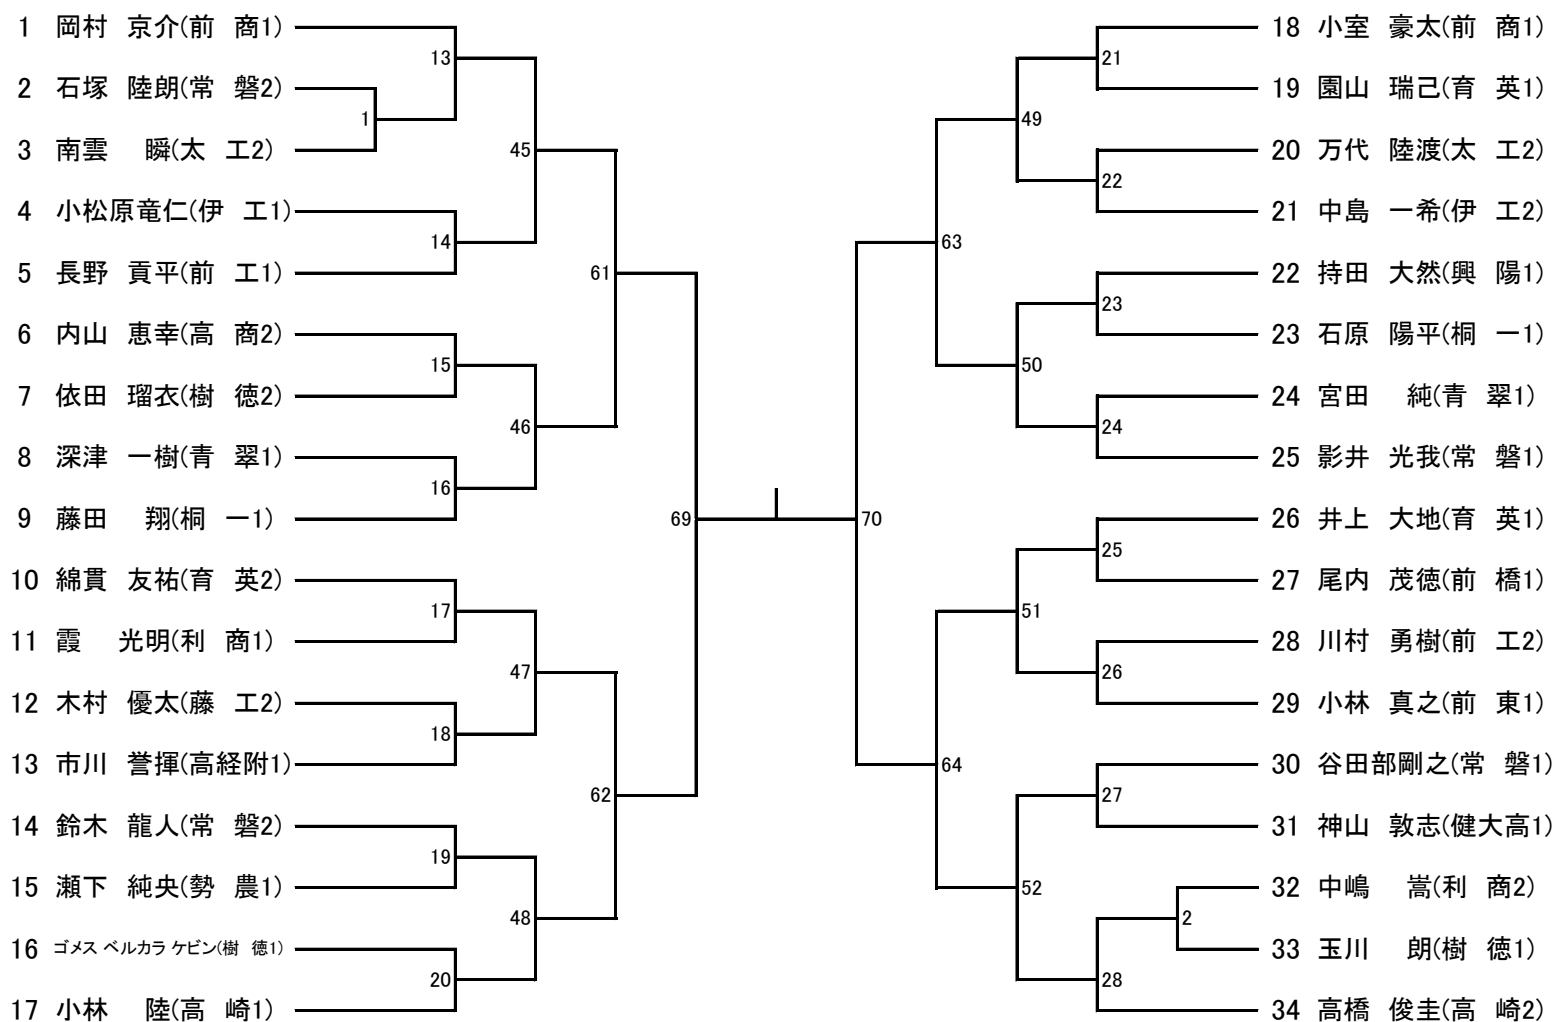 1 岡村 京介(前 商1)
2 石塚 陸朗(常 磐2)
3 南雲 瞬(太 工2)
4 小松原竜仁(伊 工1)
5 長野 貢平(前 工1)
6 内山 恵幸(高 商2)
7 依田 瑠衣(樹 徳2)
8 深津 一樹(青 翠1)
9 藤田 翔(桐 一1)
10 綿貫 友祐(育 英2)
11 霞 光明(利 商1)
12 木村 優太(藤 工2)
13 市川 誉揮(高経附1)
14 鈴木 龍人(常 磐2)
15 瀬下 純央(勢 農1)
16 ゴメス ベルカラ ケビン(樹 徳1)
17 小林 陸(高 崎1)
1
13
14
15
16
17
18
19
20
45
46
47
48
61
62
69
70
63
64
49
50
51
52
21
22
23
24
25
26
27
28
2
18 小室 豪太(前 商1)
19 園山 瑞己(育 英1)
20 万代 陸渡(太 工2)
21 中島 一希(伊 工2)
22 持田 大然(興 陽1)
23 石原 陽平(桐 一1)
24 宮田 純(青 翠1)
25 影井 光我(常 磐1)
26 井上 大地(育 英1)
27 尾内 茂徳(前 橋1)
28 川村 勇樹(前 工2)
29 小林 真之(前 東1)
30 谷田部剛之(常 磐1)
31 神山 敦志(健大高1)
32 中嶋 嵩(利 商2)
33 玉川 朗(樹 徳1)
34 高橋 俊圭(高 崎2)